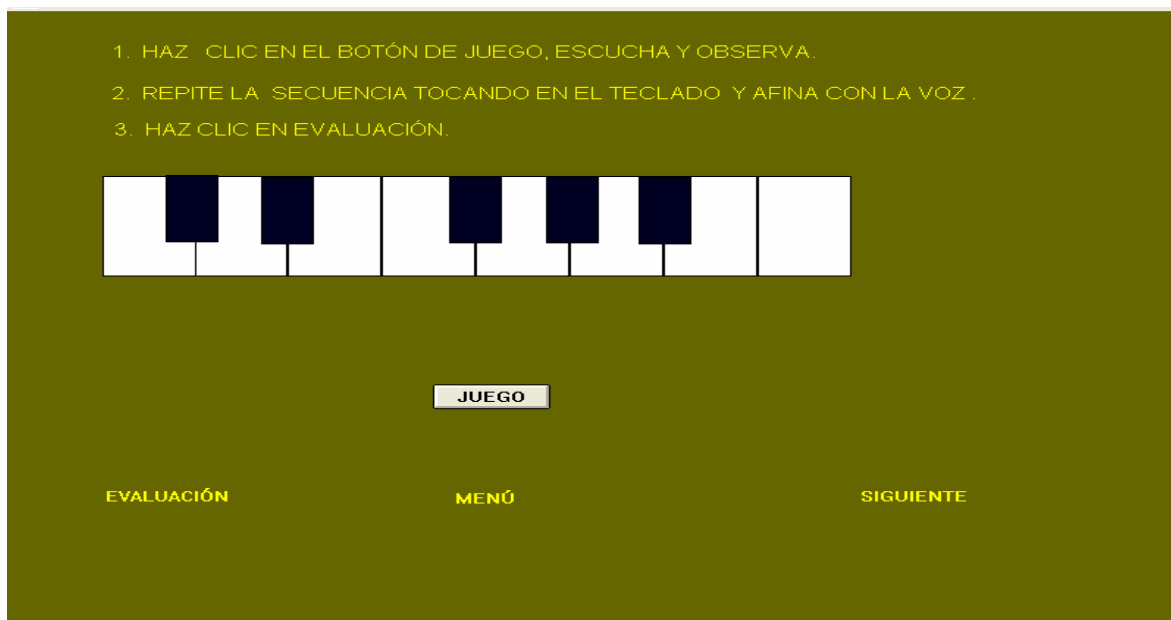 1. HAZ CLIC EN EL BOTÓN DE JUEGO, ESCUCHA Y OBSERVA.
2. REPITE LA SECUENCIA TOCANDO EN EL TECLADO Y AFINA CON LA VOZ .
3. HAZ CLIC EN EVALUACIÓN.
JUEGO
EVALUACIÓN MENÚ SIGUIENTE